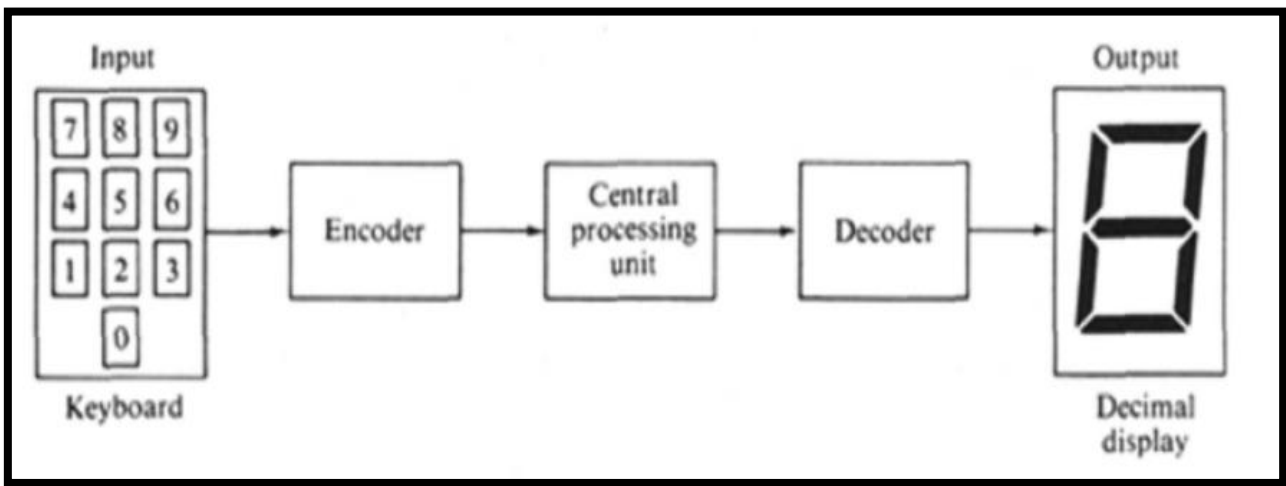 Input
Output
7 8 9
4 5 6
1 2 3
0
Keyboard
Encoder
Central
processing
unit
Decoder
Decimal
display